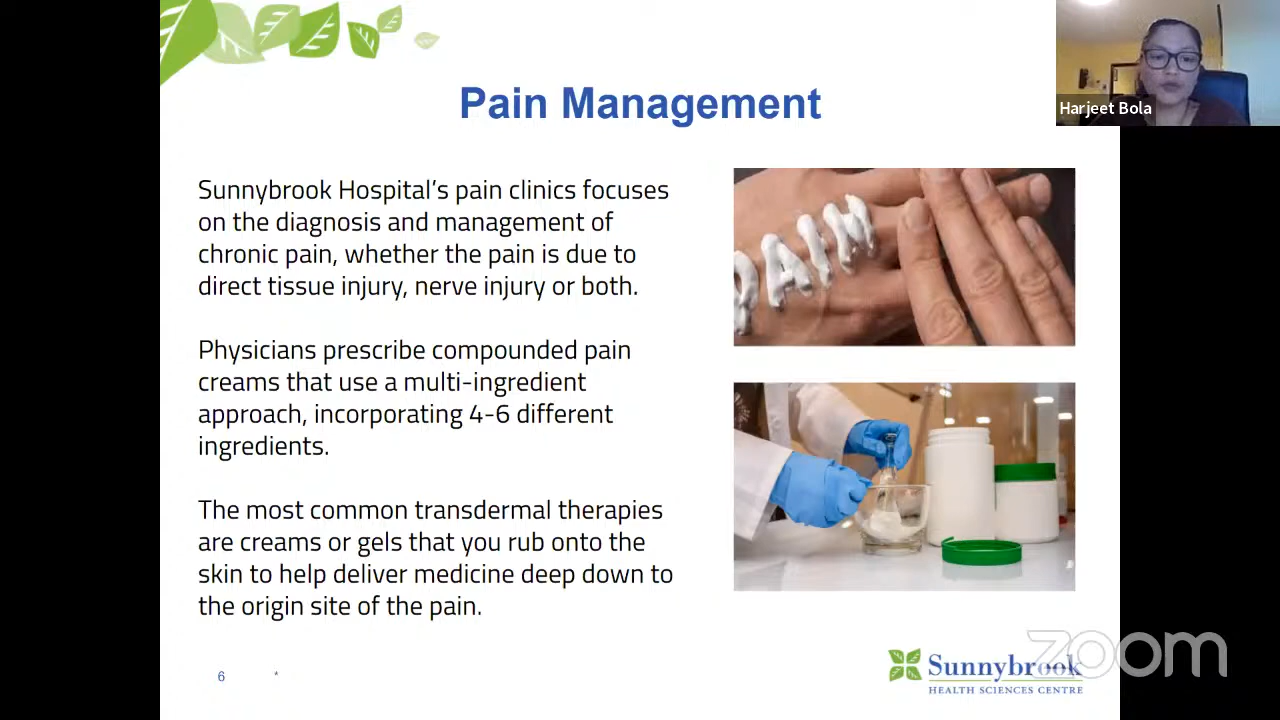 Pain Management
Harjeet Bola
Sunnybrook Hospital's pain clinics focuses
on the diagnosis and management of
chronic pain, whether the pain is due to
direct tissue injury, nerve injury or both.
PAIN
Physicians prescribe compounded pain
creams that use a multi-ingredient
approach, incorporating 4-6 different
ingredients.
The most common transdermal therapies
are creams or gels that you rub onto the
skin to help deliver medicine deep down to
the origin site of the pain.
6 *
Sunnybrook
HEALTH SCIENCES CENTRE
zoom